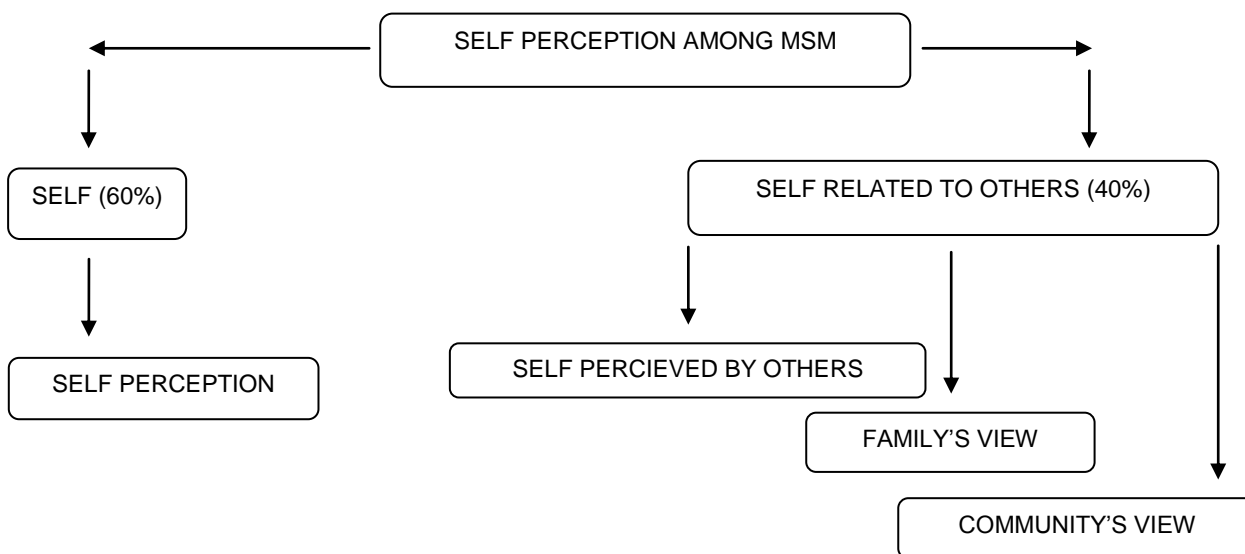 SELF PERCEPTION AMONG MSM
SELF (60%)
SELF RELATED TO OTHERS (40%)
SELF PERCEPTION
SELF PERCIEVED BY OTHERS
FAMILY’S VIEW
COMMUNITY’S VIEW